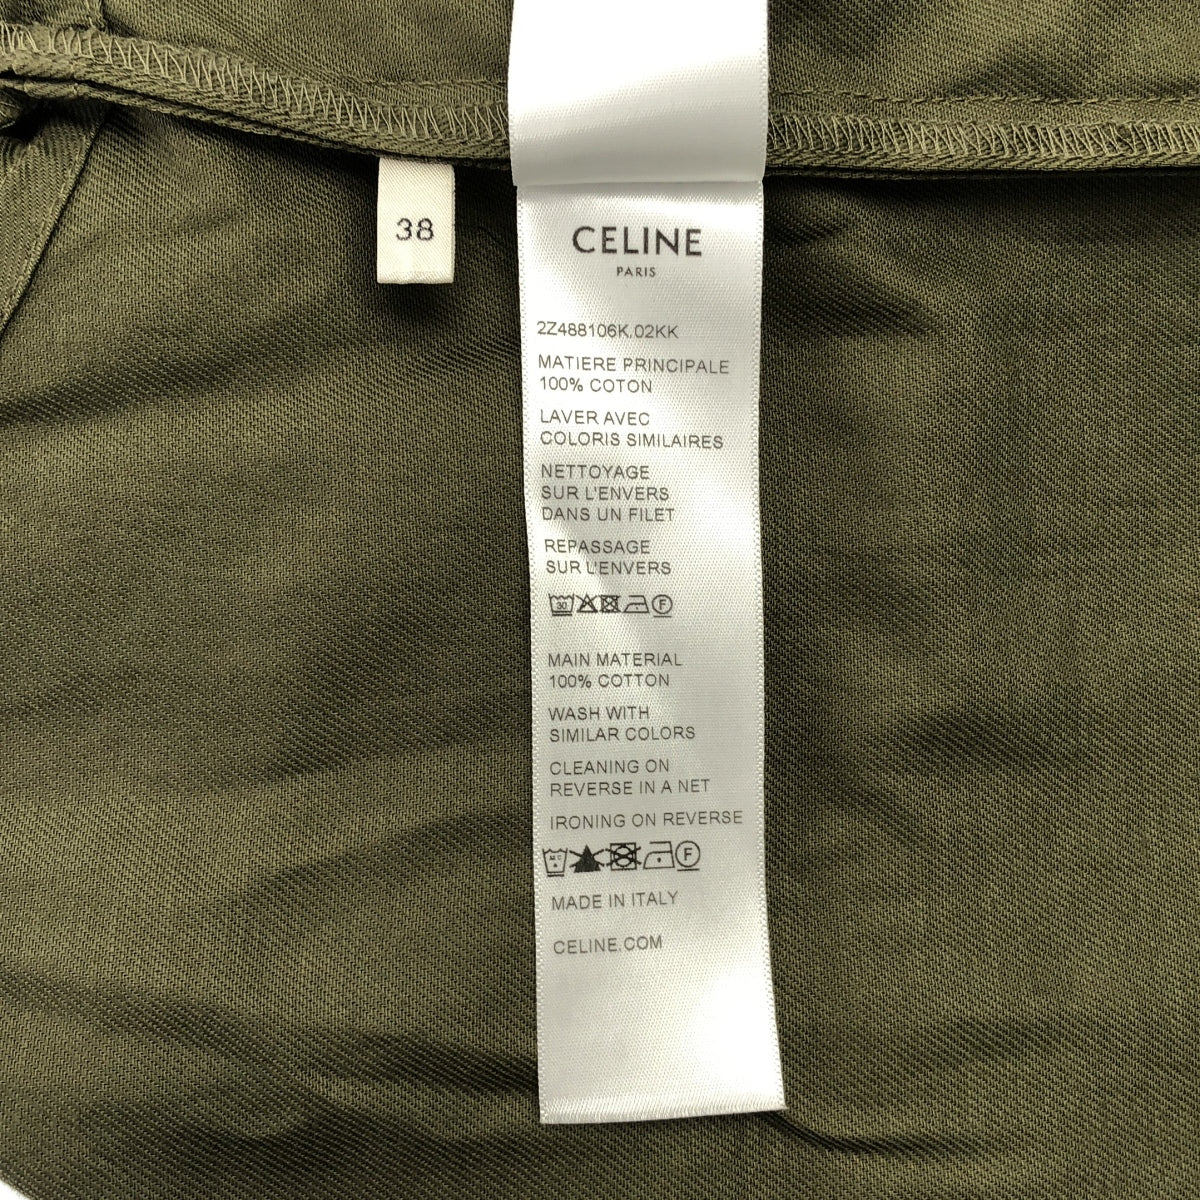 38
CELINE
PARIS
2Z488106K.02KK
MATIERE PRINCIPALE
100% COTON
LAVER AVEC
COLORIS SIMILAIRES
NETTOYAGE
SUR L'ENVERS
DANS UN FILET
REPASSAGE
SUR L'ENVERS
30 F
MAIN MATERIAL
100% COTTON
WASH WITH
SIMILAR COLORS
CLEANING ON
REVERSE IN A NET
IRONING ON REVERSE
F
MADE IN ITALY
CELINE.COM